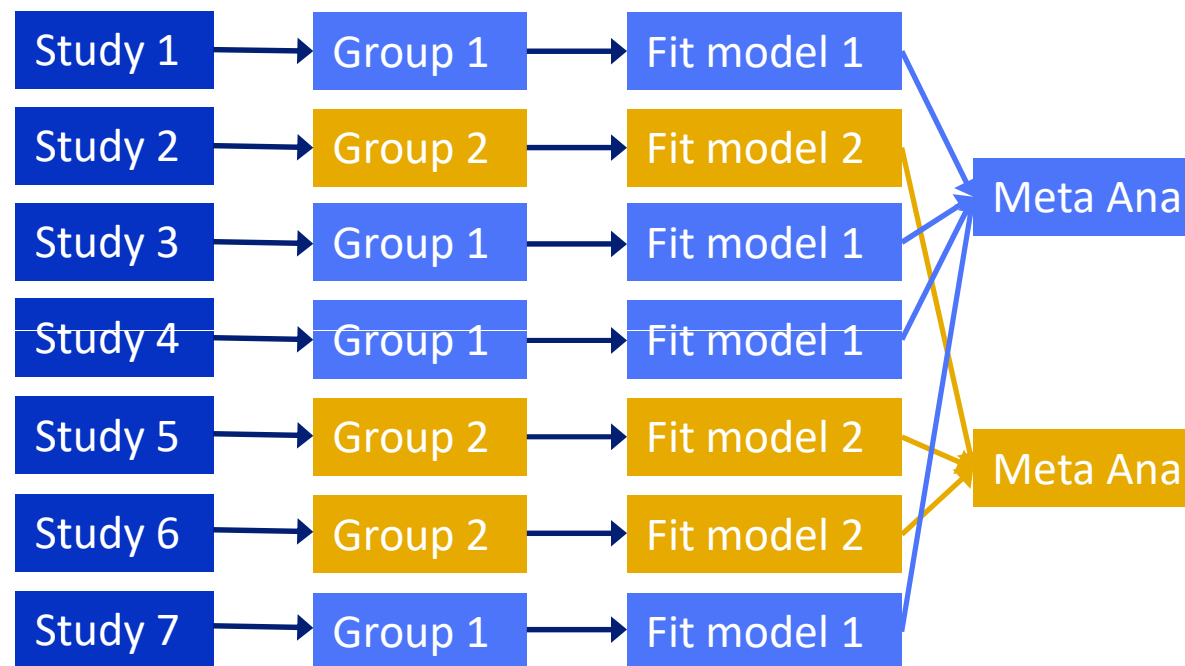 Study 1
Group 1
Fit model 1
Study 2
Group 2
Fit model 2
Meta Ana
Study 3
Group 1
Fit model 1
Study 4
Group 1
Fit model 1
Study 5
Group 2
Fit model 2
Meta Ana
Study 6
Group 2
Fit model 2
Study 7
Group 1
Fit model 1